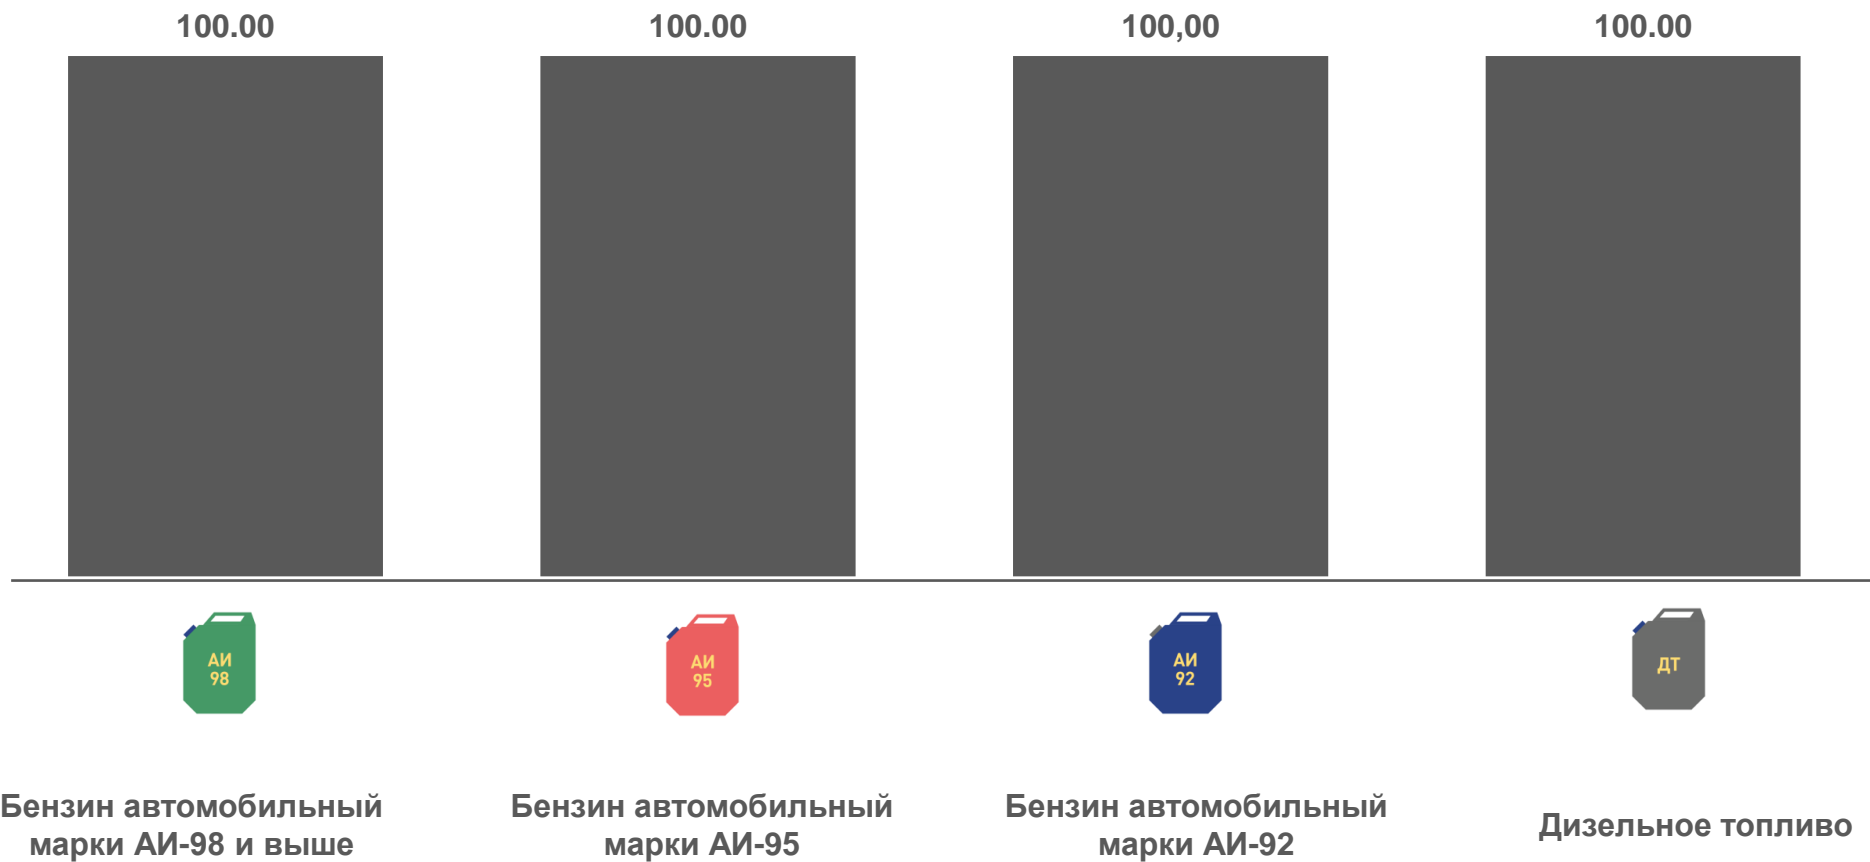 100.00
100.00
100,00
100.00
АИ
98
АИ
95
АИ
92
ДТ
Бензин автомобильный
марки АИ-98 и выше
Бензин автомобильный
марки АИ-95
Бензин автомобильный
марки АИ-92
Дизельное топливо